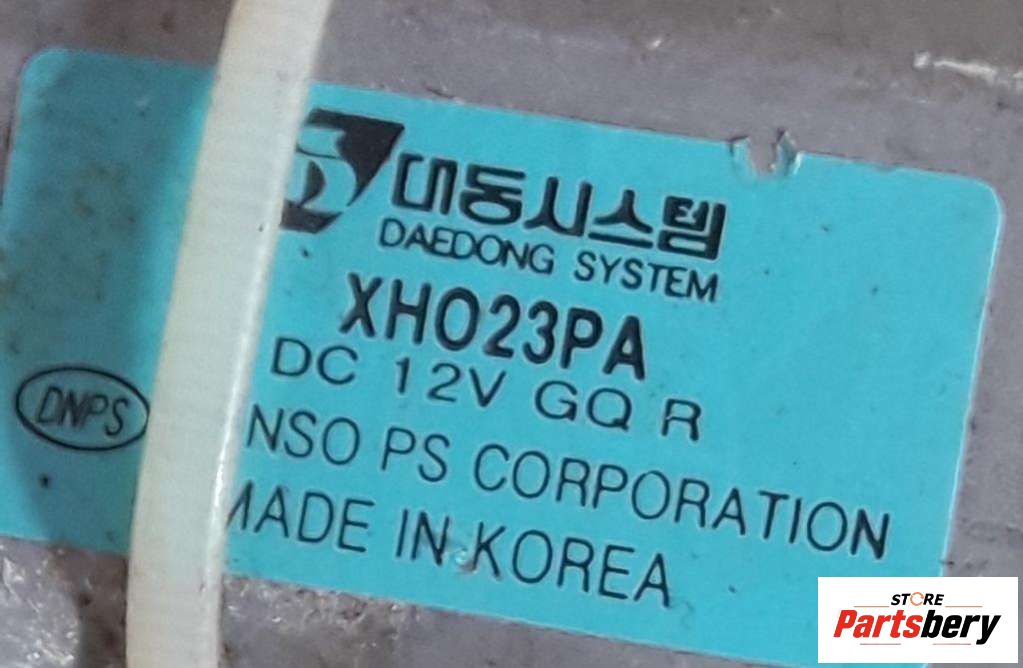 대동시스템
DAEDONG SYSTEM
XH023PA
DC 12V GQ R
DNPS
NSO PS CORPORATION
MADE IN KOREA
STORE
Partsbery